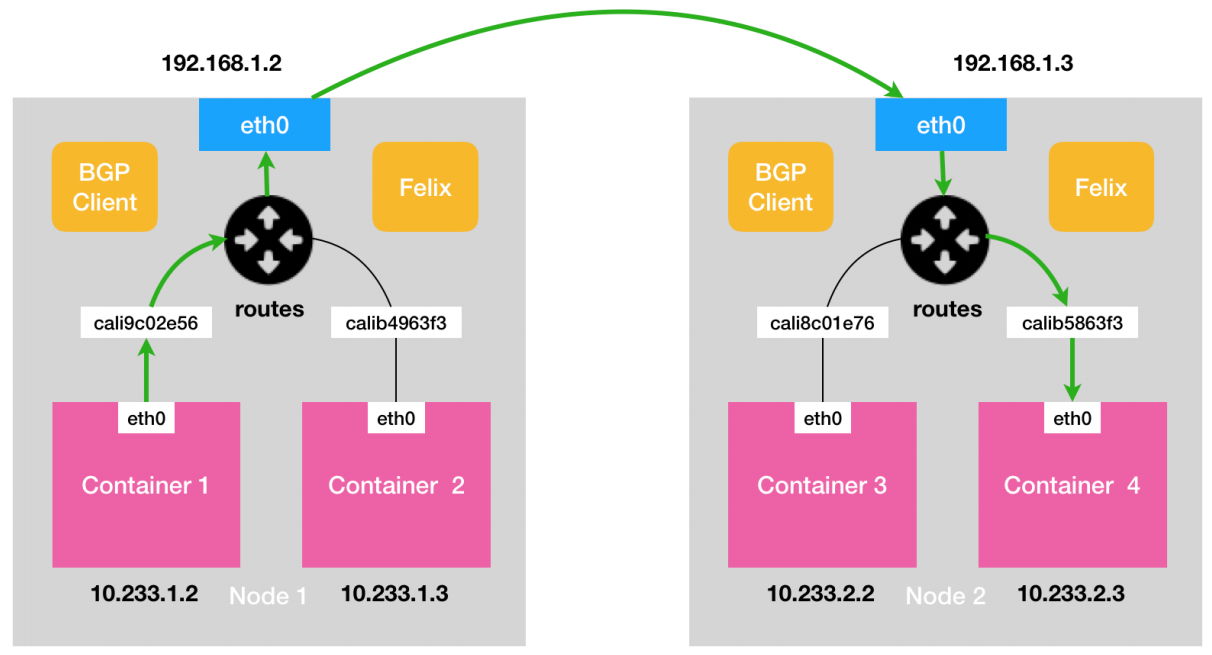 192.168.1.2
192.168.1.3
eth0
BGP
Client
Felix
routes
cali9c02e56
calib4963f3
eth0
eth0
Container 1
Container 2
10.233.1.2
Node 1
10.233.1.3
eth0
BGP
Client
Felix
routes
cali8c01e76
calib5863f3
eth0
eth0
Container 3
Container 4
10.233.2.2
Node 2
10.233.2.3